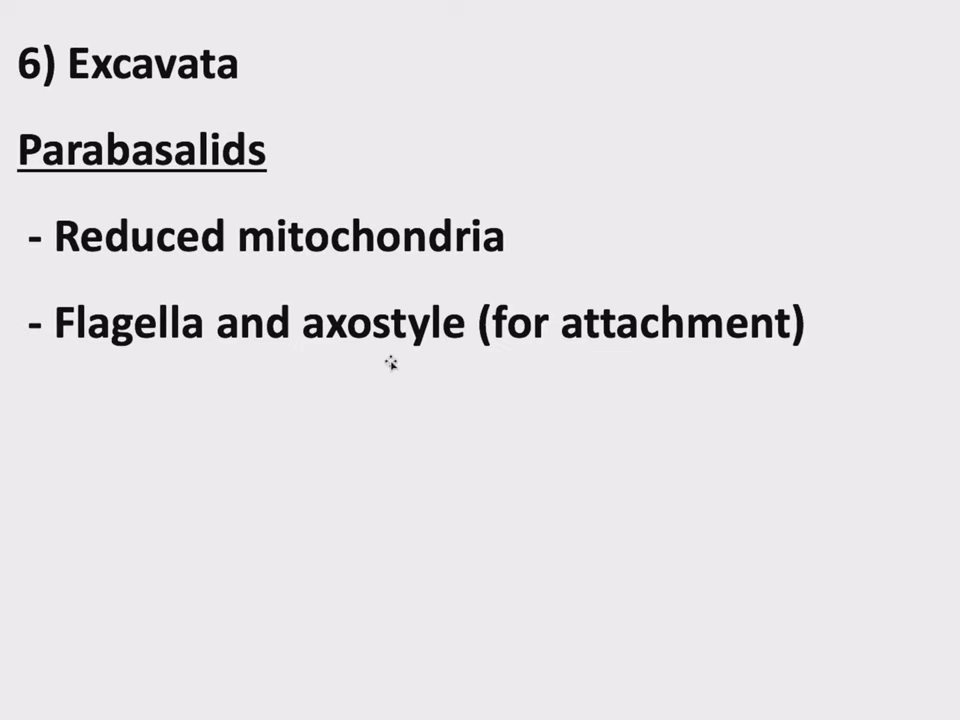 6) Excavata
Parabasalids
- Reduced mitochondria
- Flagella and axostyle (for attachment)